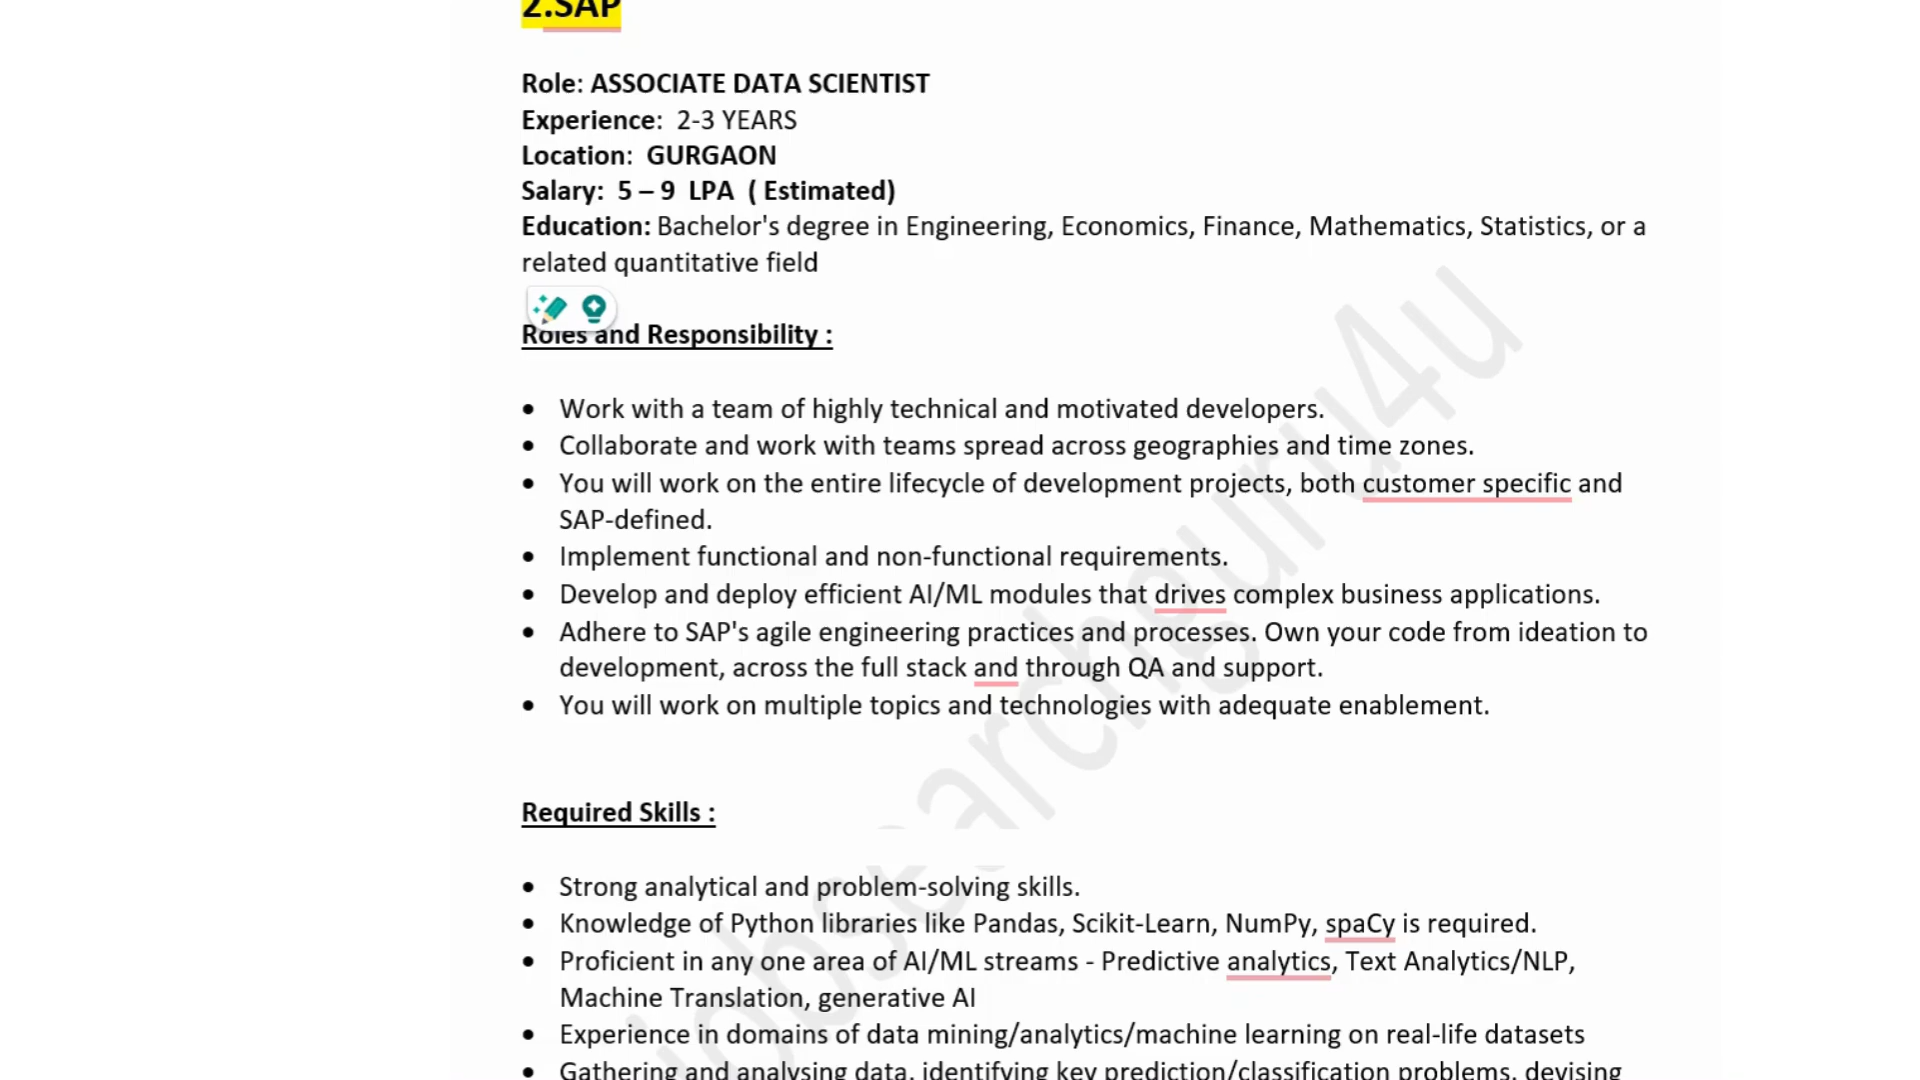 2.SAP
Role: ASSOCIATE DATA SCIENTIST
Experience: 2-3 YEARS
Location: GURGAON
Salary: 5 – 9 LPA ( Estimated)
Education: Bachelor's degree in Engineering, Economics, Finance, Mathematics, Statistics, or a
related quantitative field
Roles and Responsibility :
• Work with a team of highly technical and motivated developers.
• Collaborate and work with teams spread across geographies and time zones.
• You will work on the entire lifecycle of development projects, both customer specific and
SAP-defined.
• Implement functional and non-functional requirements.
• Develop and deploy efficient AI/ML modules that drives complex business applications.
• Adhere to SAP's agile engineering practices and processes. Own your code from ideation to
development, across the full stack and through QA and support.
• You will work on multiple topics and technologies with adequate enablement.
Required Skills :
• Strong analytical and problem-solving skills.
• Knowledge of Python libraries like Pandas, Scikit-Learn, NumPy, spaCy is required.
• Proficient in any one area of AI/ML streams - Predictive analytics, Text Analytics/NLP,
Machine Translation, generative AI
• Experience in domains of data mining/analytics/machine learning on real-life datasets
• Gathering and analysing data, identifying key prediction/classification problems, devising
jobsearchguru4u